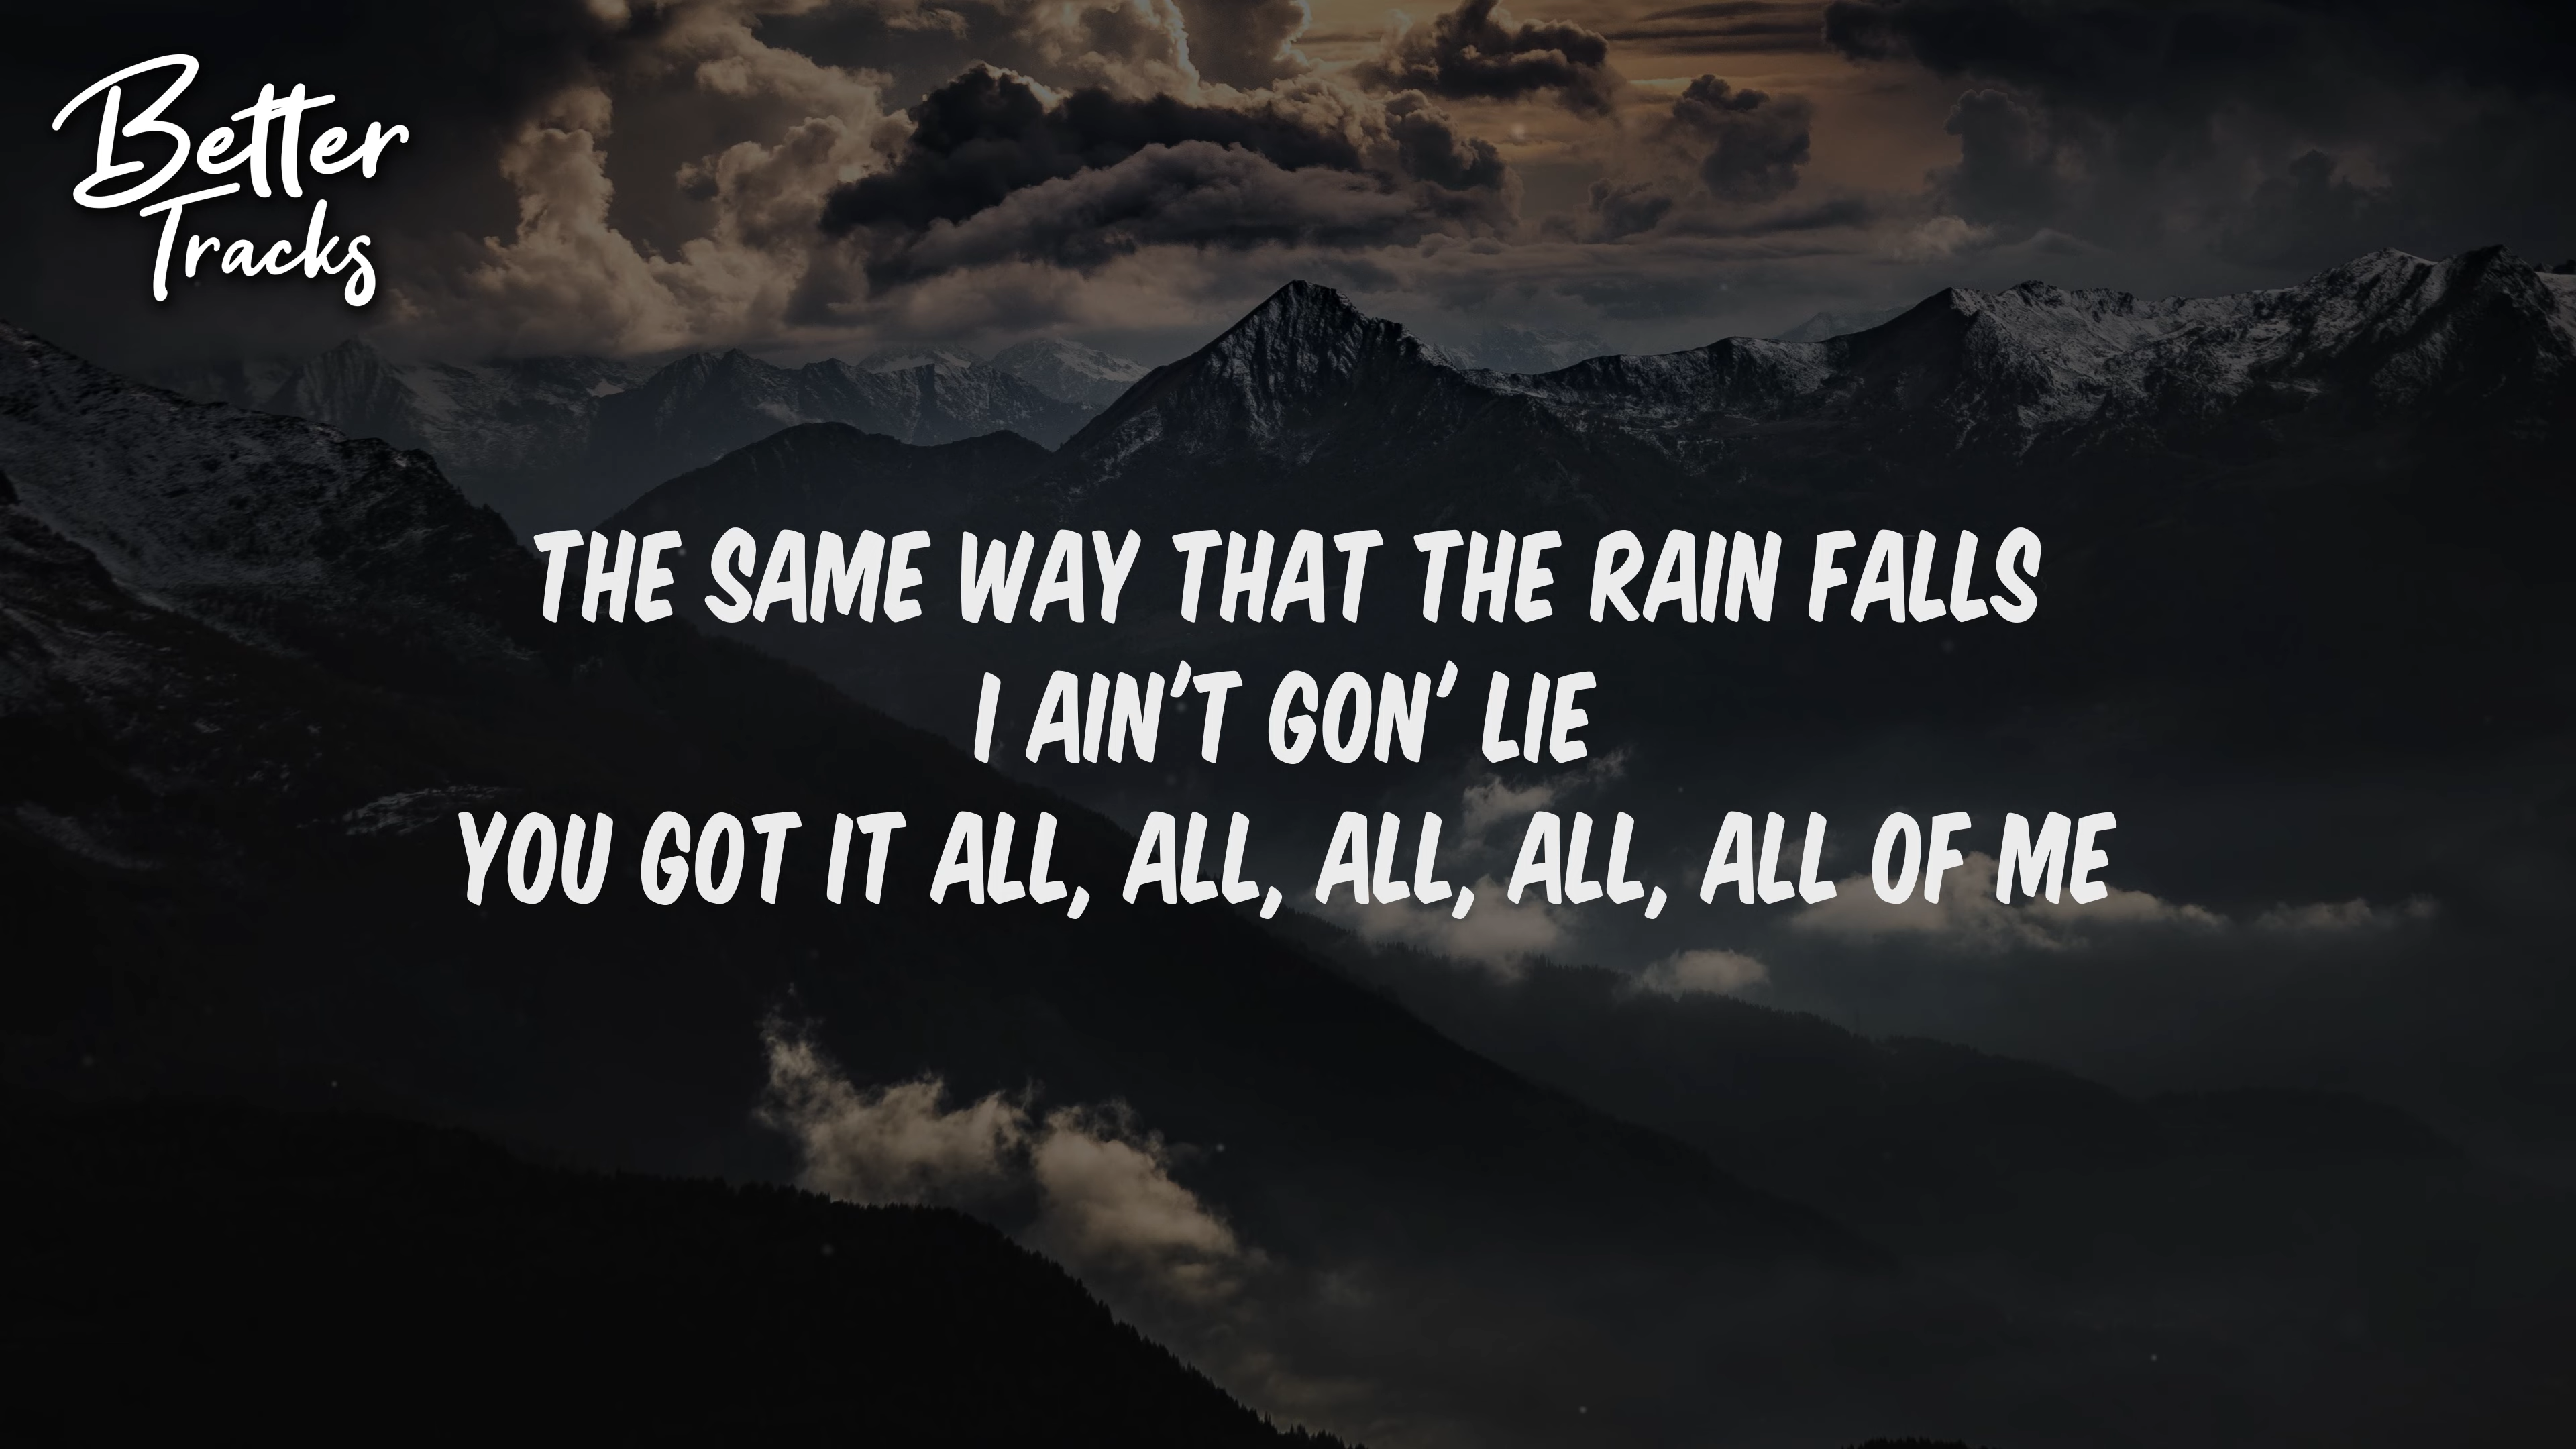 Better
Tracks
THE SAME WAY THAT THE RAIN FALLS
I AIN'T GON' LIE
YOU GOT IT ALL, ALL, ALL, ALL, ALL OF ME